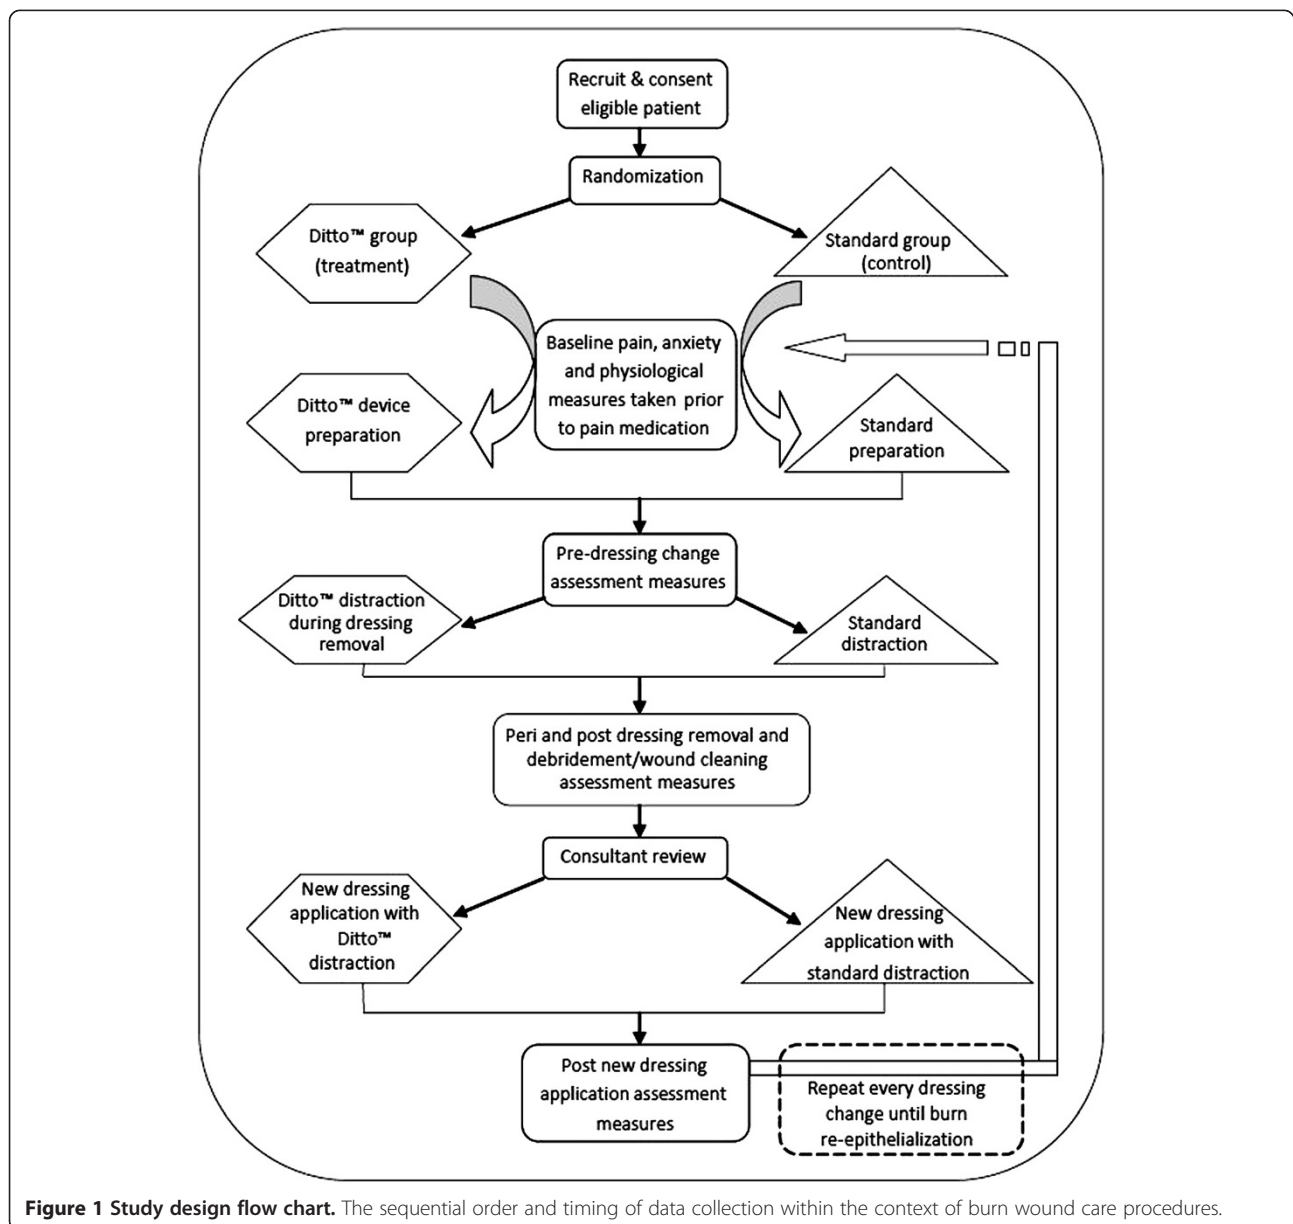 Recruit & consent
eligible patient
Randomization
Ditto™ group
(treatment)
Standard group
(control)
Baseline pain, anxiety
and physiological
measures taken prior
to pain medication
Ditto™ device
preparation
Standard
preparation
Pre-dressing change
assessment measures
Ditto™ distraction
during dressing
removal
Standard
distraction
Peri and post dressing removal and
debridement/wound cleaning
assessment measures
Consultant review
New dressing
application with
Ditto™
distraction
New dressing
application with
standard distraction
Post new dressing
application assessment
measures
Repeat every dressing
change until burn
re-epithelialization
Figure 1 Study design flow chart. The sequential order and timing of data collection within the context of burn wound care procedures.